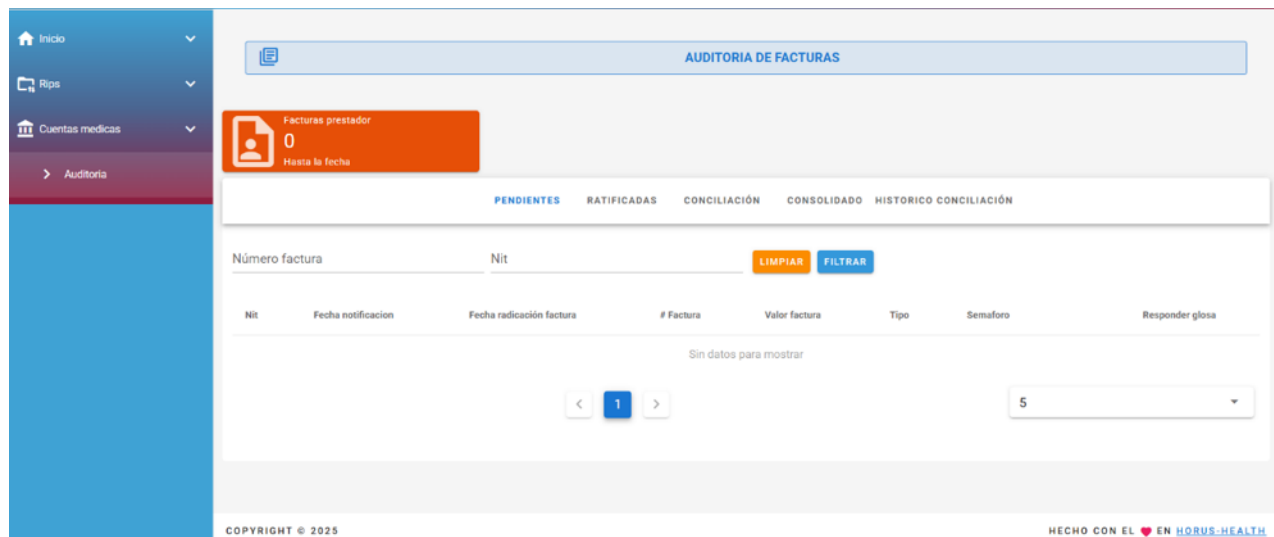 Inicio
Rips
Cuentas medicas
Auditoria
AUDITORIA DE FACTURAS
Facturas prestador
0
Hasta la fecha
PENDIENTES RATIFICADAS CONCILIACIÓN CONSOLIDADO HISTORICO CONCILIACIÓN
Número factura Nit LIMPIAR FILTRAR
Nit Fecha notificacion Fecha radicación factura # Factura Valor factura Tipo Semaforo Responder glosa
Sin datos para mostrar
1 5
COPYRIGHT © 2025 HECHO CON EL ❤ EN HORUS-HEALTH